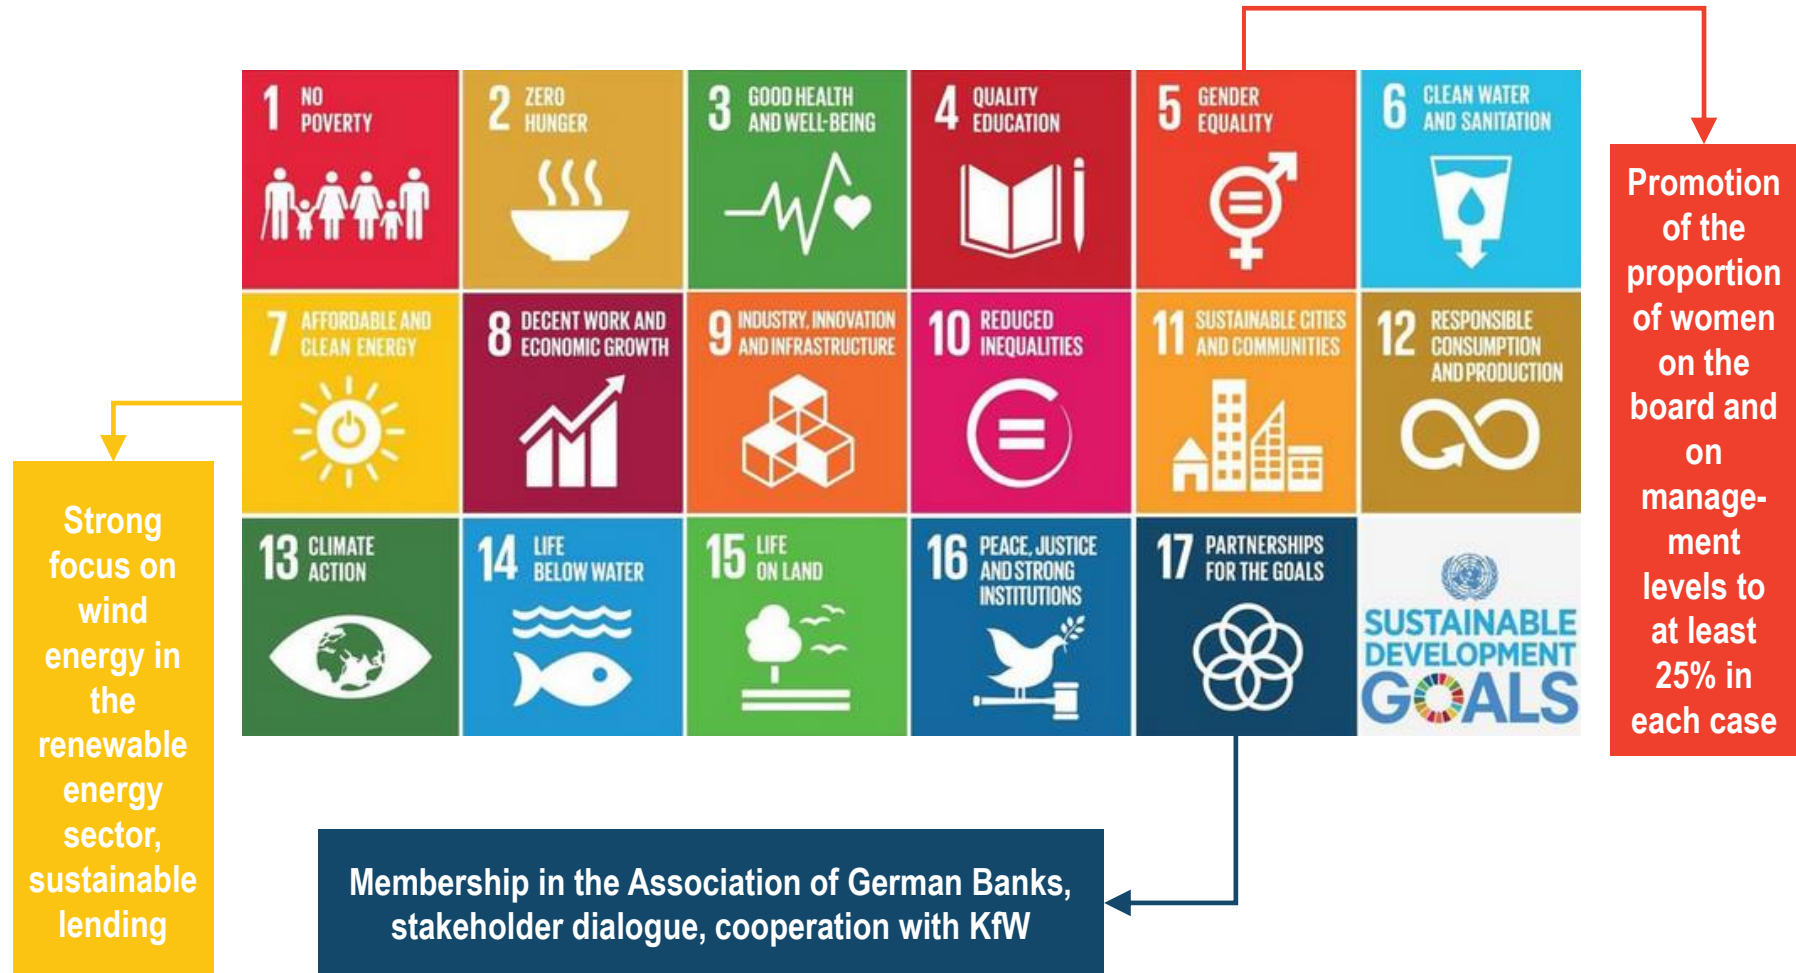 1 NO
POVERTY
2 ZERO
HUNGER
3 GOOD HEALTH
AND WELL-BEING
4 QUALITY
EDUCATION
5 GENDER
EQUALITY
6 CLEAN WATER
AND SANITATION
7 AFFORDABLE AND
CLEAN ENERGY
8 DECENT WORK AND
ECONOMIC GROWTH
9 INDUSTRY, INNOVATION
AND INFRASTRUCTURE
10 REDUCED
INEQUALITIES
11 SUSTAINABLE CITIES
AND COMMUNITIES
12 RESPONSIBLE
CONSUMPTION
AND PRODUCTION
13 CLIMATE
ACTION
14 LIFE
BELOW WATER
15 LIFE
ON LAND
16 PEACE, JUSTICE
AND STRONG
INSTITUTIONS
17 PARTNERSHIPS
FOR THE GOALS
SUSTAINABLE
DEVELOPMENT
GOALS
Promotion
of the
proportion
of women
on the
board and
on
manage-
ment
levels to
at least
25% in
each case
Strong
focus on
wind
energy in
the
renewable
energy
sector,
sustainable
lending
Membership in the Association of German Banks,
stakeholder dialogue, cooperation with KfW